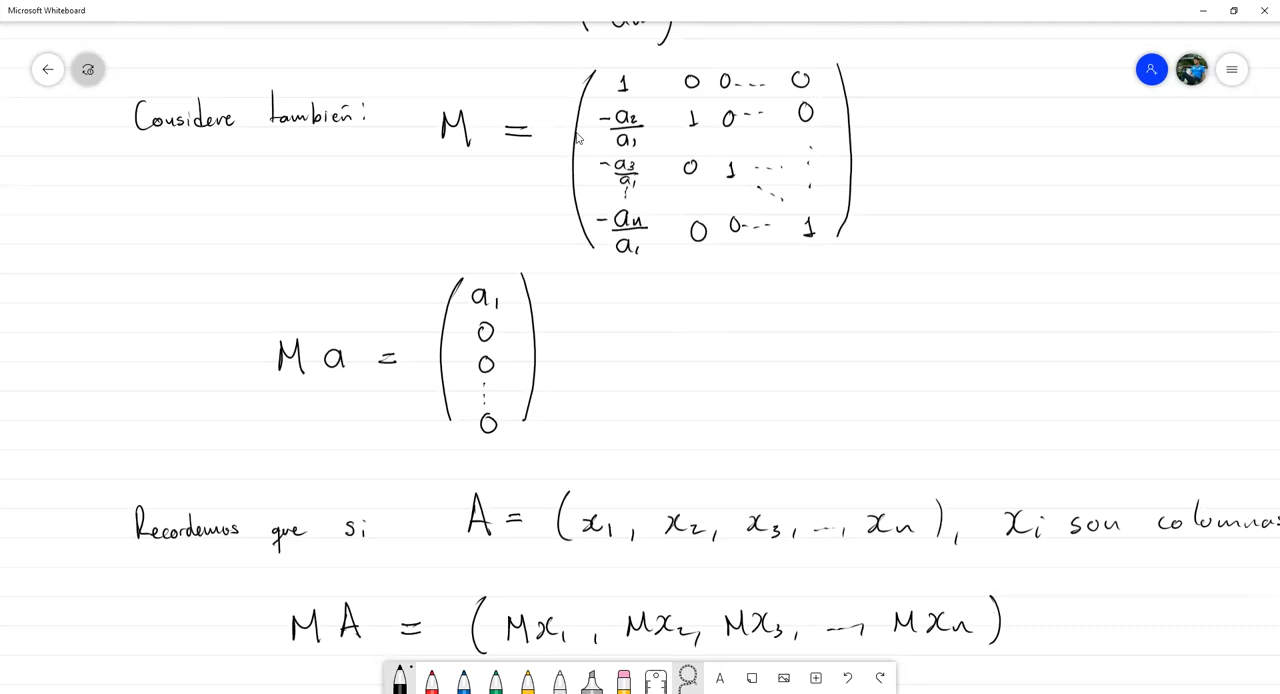 Microsoft Whiteboard
Considere también:
M = ( 1 0 0 ... 0
-a2/a1 1 0 ... 0
-a3/a1 0 1 ... ⋮
⋮ ⋱
-an/a1 0 0 ... 1 )
M a = ( a1
0
0
⋮
0 )
Recordemos que si A = (x1, x2, x3, ..., xn), xi son columnas
MA = (Mx1, Mx2, Mx3, ..., Mxn)
A